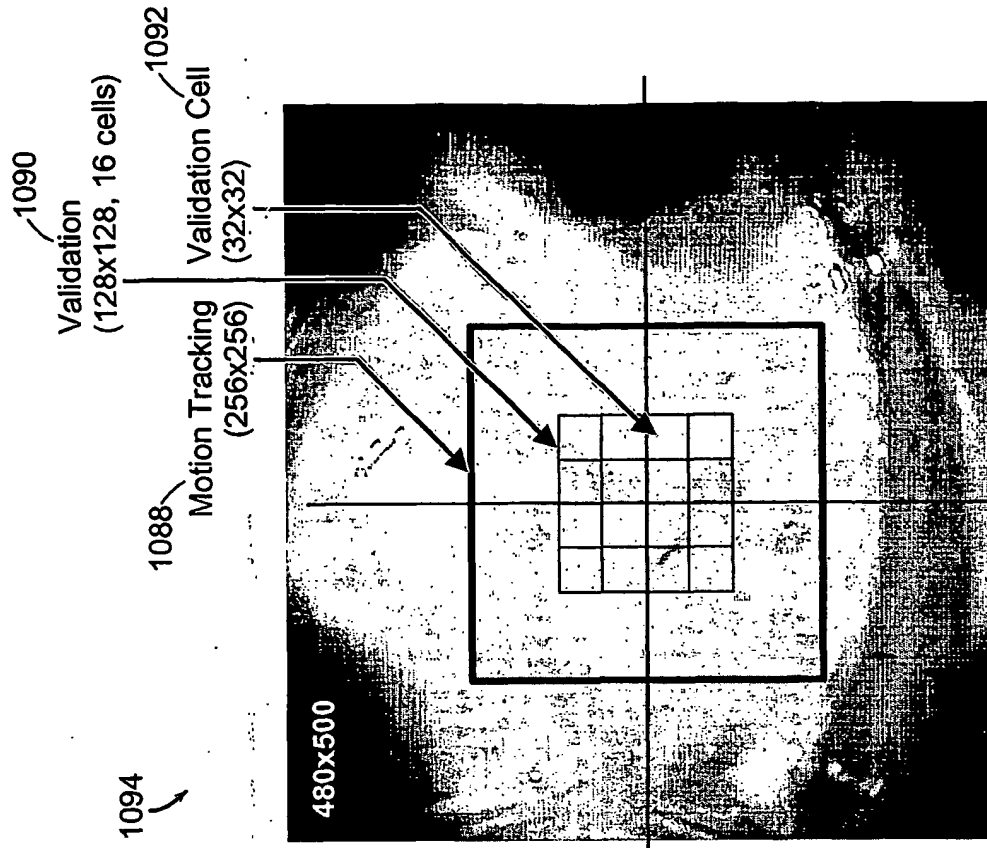 1094
1088
Motion Tracking
(256x256)
1090
Validation
(128x128, 16 cells)
1092
Validation Cell
(32x32)
480x500